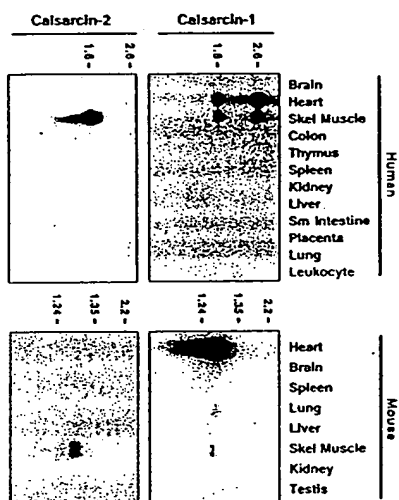 Calsarcin-2
Calsarcin-1
1.6 -
2.6 -
1.6 -
2.6 -
Brain
Heart
Skel Muscle
Colon
Thymus
Spleen
Kidney
Liver
Sm Intestine
Placenta
Lung
Leukocyte
Human
1.24 -
1.35 -
2.2 -
1.24 -
1.35 -
2.2 -
Heart
Brain
Spleen
Lung
Liver
Skel Muscle
Kidney
Testis
Mouse